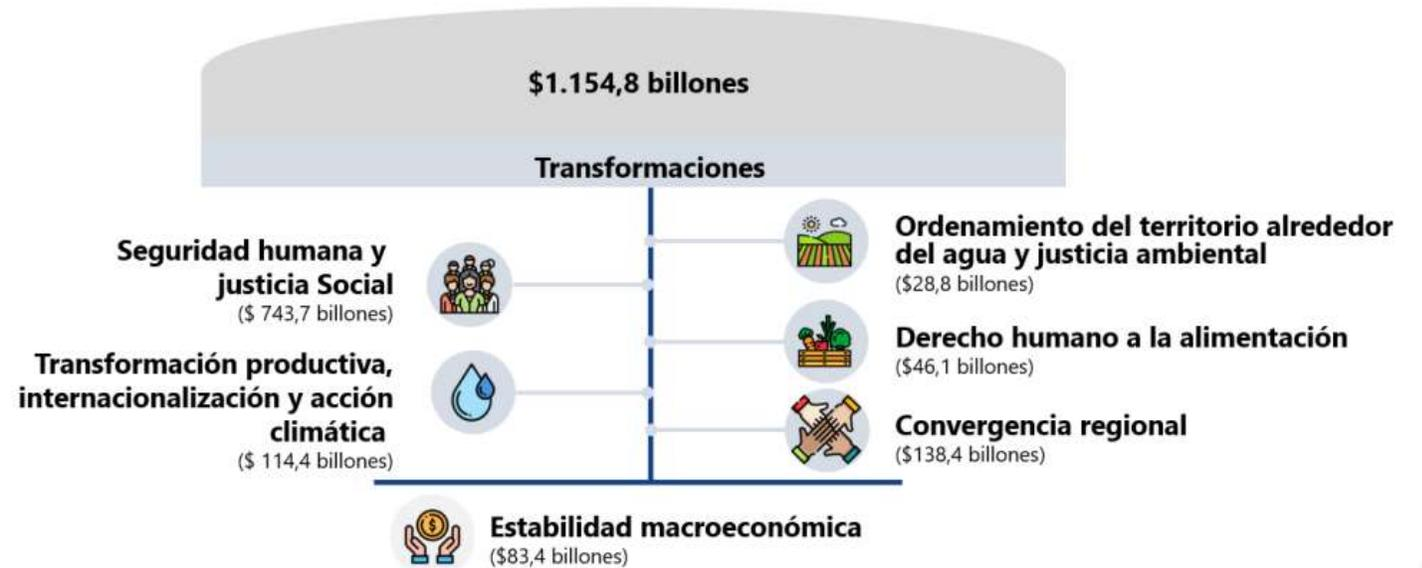 $1.154,8 billones
Transformaciones
Seguridad humana y
justicia Social
($ 743,7 billones)
Transformación productiva,
internacionalización y acción
climática
($ 114,4 billones)
Ordenamiento del territorio alrededor
del agua y justicia ambiental
($28,8 billones)
Derecho humano a la alimentación
($46,1 billones)
Convergencia regional
($138,4 billones)
Estabilidad macroeconómica
($83,4 billones)